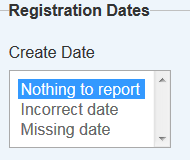 Registration Dates
Create Date
Nothing to report
Incorrect date
Missing date